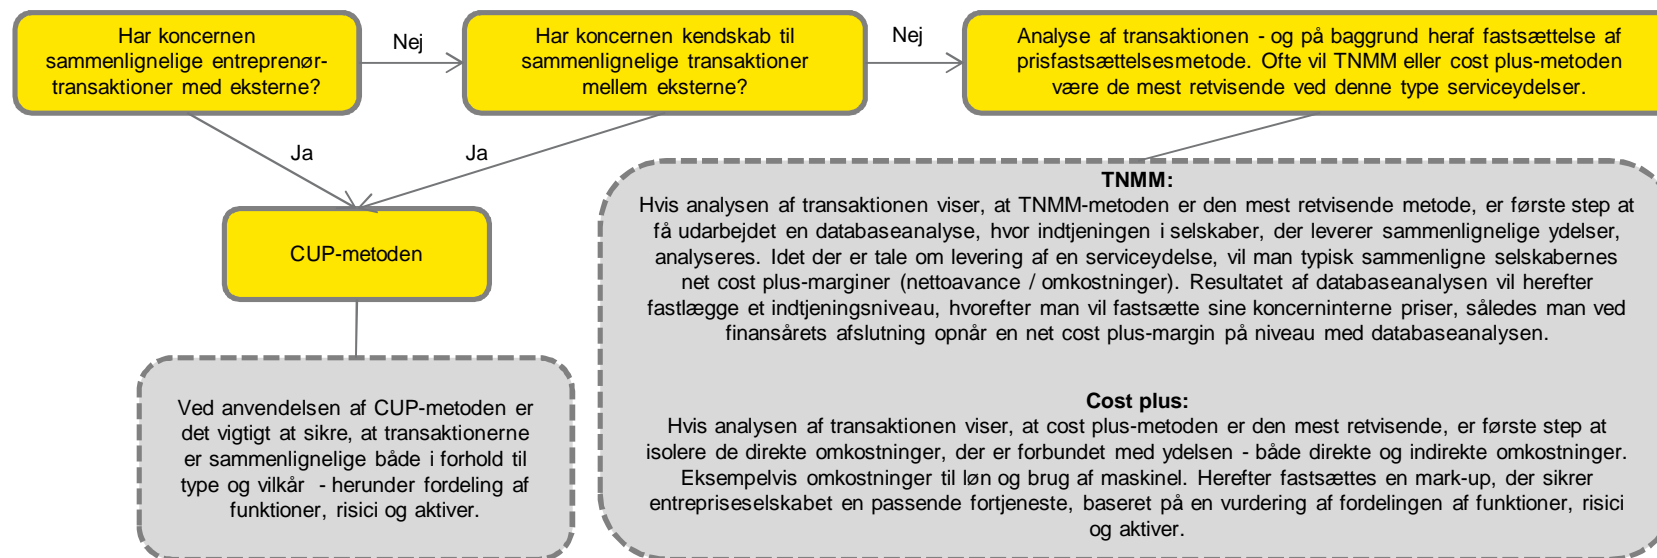 Har koncernen
sammenlignelige entreprenør-
transaktioner med eksterne?
Nej
Har koncernen kendskab til
sammenlignelige transaktioner
mellem eksterne?
Nej
Analyse af transaktionen - og på baggrund heraf fastsættelse af
prisfastsættelsesmetode. Ofte vil TNMM eller cost plus-metoden
være de mest retvisende ved denne type serviceydelser.
Ja
Ja
CUP-metoden
Ved anvendelsen af CUP-metoden er
det vigtigt at sikre, at transaktionerne
er sammenlignelige både i forhold til
type og vilkår - herunder fordeling af
funktioner, risici og aktiver.
TNMM:
Hvis analysen af transaktionen viser, at TNMM-metoden er den mest retvisende metode, er første step at
få udarbejdet en databaseanalyse, hvor indtjeningen i selskaber, der leverer sammenlignelige ydelser,
analyseres. Idet der er tale om levering af en serviceydelse, vil man typisk sammenligne selskabernes
net cost plus-marginer (nettoavance / omkostninger). Resultatet af databaseanalysen vil herefter
fastlægge et indtjeningsniveau, hvorefter man vil fastsætte sine koncerninterne priser, således man ved
finansårets afslutning opnår en net cost plus-margin på niveau med databaseanalysen.
Cost plus:
Hvis analysen af transaktion viser, at cost plus-metoden er den mest retvisende, er første step at
isolere de direkte omkostninger, der er forbundet med ydelsen - både direkte og indirekte omkostninger.
Eksempelvis omkostninger til løn og brug af maskinel. Herefter fastsættes en mark-up, der sikrer
entrepriseselskabet en passende fortjeneste, baseret på en vurdering af fordelingen af funktioner, risici
og aktiver.